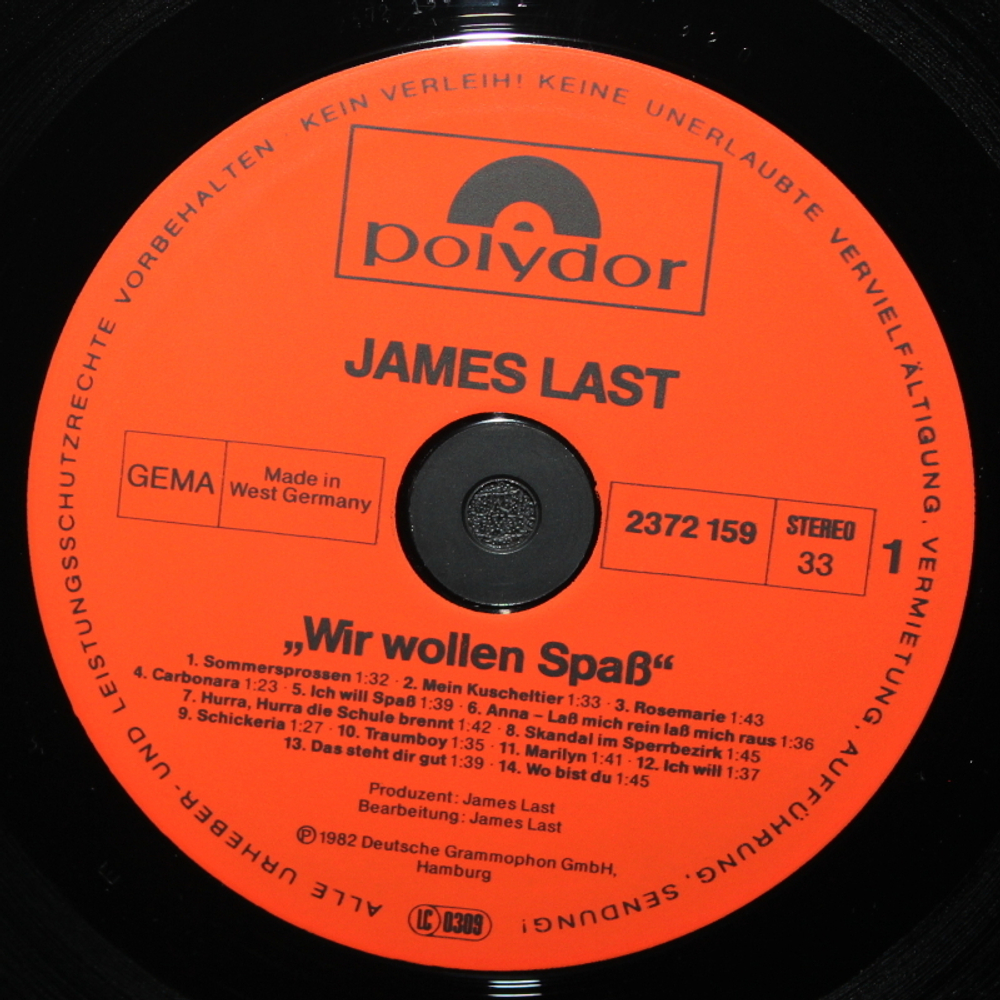 ALLE URHEBER- UND LEISTUNGSSCHUTZRECHTE VORBEHALTEN KEIN VERLEIH! KEINE UNERLAUBTE VERVIELFÄLTIGUNG, VERMIETUNG, AUFFÜHRUNG, SENDUNG!
polydor
JAMES LAST
GEMA
Made in
West Germany
2372 159
STEREO
33
1
„Wir wollen Spaß“
1. Sommersprossen 1:32 · 2. Mein Kuscheltier 1:33 · 3. Rosemarie 1:43
4. Carbonara 1:23 · 5. Ich will Spaß 1:39 · 6. Anna – Laß mich rein laß mich raus 1:36
7. Hurra, Hurra die Schule brennt 1:42 · 8. Skandal im Sperrbezirk 1:45
9. Schickeria 1:27 · 10. Traumboy 1:35 · 11. Marilyn 1:41 · 12. Ich will 1:37
13. Das steht dir gut 1:39 · 14. Wo bist du 1:45
Produzent: James Last
Bearbeitung: James Last
Ⓟ 1982 Deutsche Grammophon GmbH,
Hamburg
LC 0309